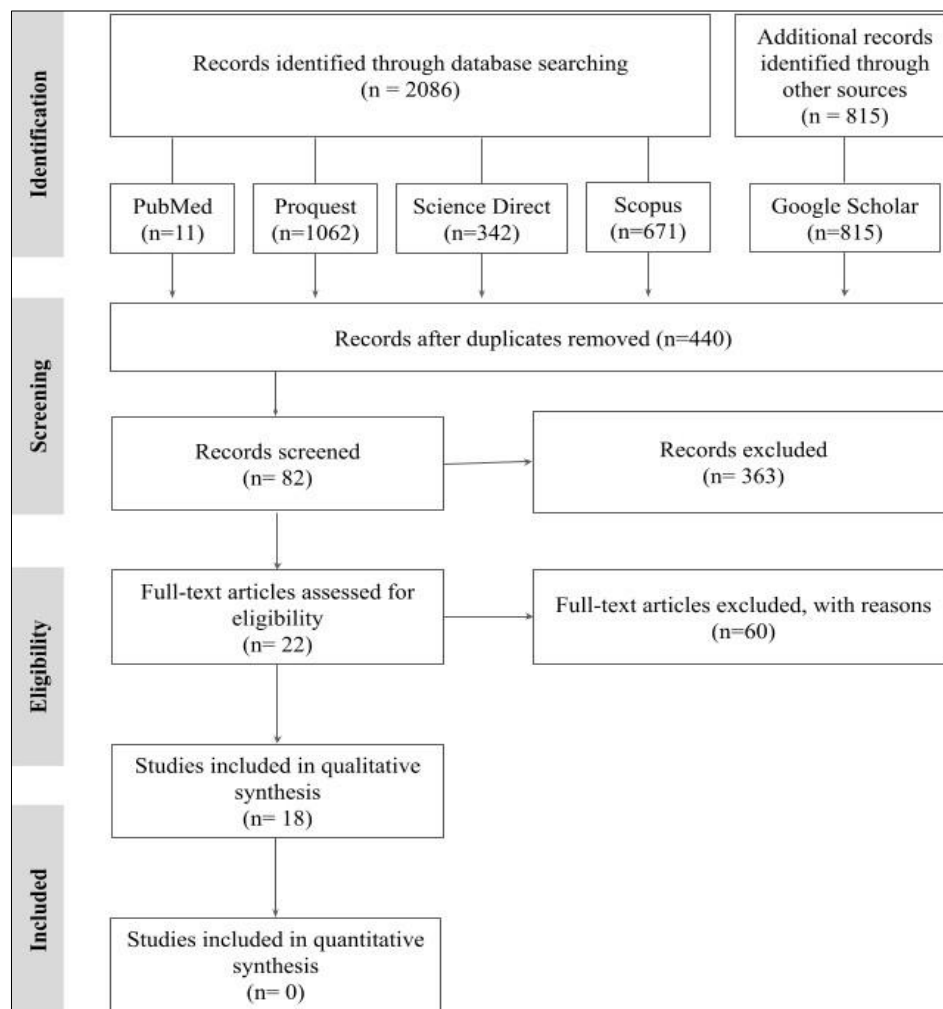 Identification
Records identified through database searching
(n = 2086)
Additional records
identified through
other sources
(n = 815)
PubMed
(n=11)
Proquest
(n=1062)
Science Direct
(n=342)
Scopus
(n=671)
Google Scholar
(n=815)
Screening
Records after duplicates removed (n=440)
Records screened
(n= 82)
Records excluded
(n= 363)
Eligibility
Full-text articles assessed for
eligibility
(n= 22)
Full-text articles excluded, with reasons
(n=60)
Studies included in qualitative
synthesis
(n= 18)
Included
Studies included in quantitative
synthesis
(n= 0)